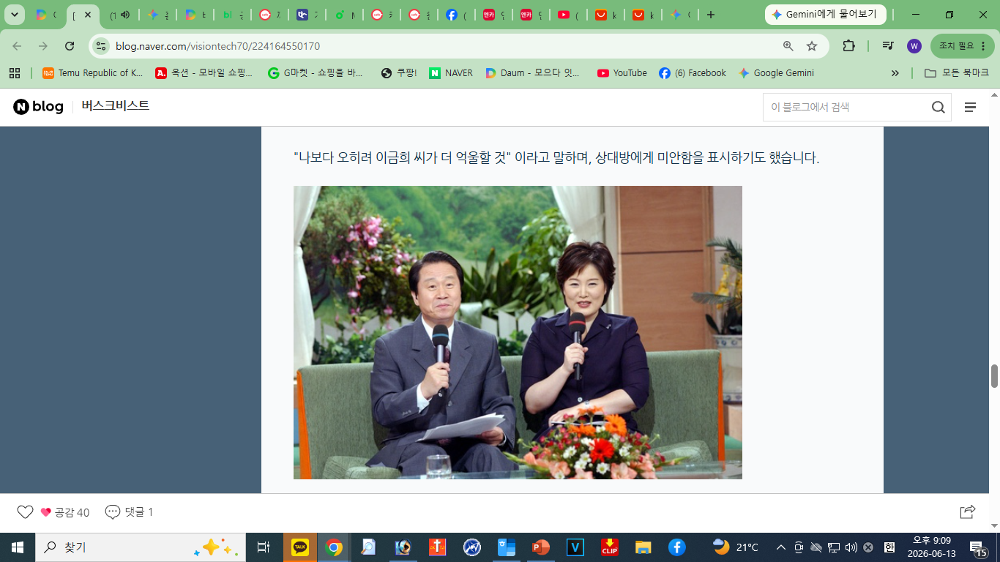 Gemini에게 물어보기
blog.naver.com/visiontech70/224164550170
W
조치 필요
Temu Republic of K...
옥션 - 모바일 쇼핑...
G마켓 - 쇼핑을 바...
쿠팡!
NAVER
Daum - 모으다 잇...
YouTube
(6) Facebook
Google Gemini
모든 북마크
N blog
버스크비스트
이 블로그에서 검색
"나보다 오히려 이금희 씨가 더 억울할 것" 이라고 말하며, 상대방에게 미안함을 표시하기도 했습니다.
공감 40
댓글 1
찾기
TALK
V
CLIP
21°C
한
오후 9:09
2026-06-13
15